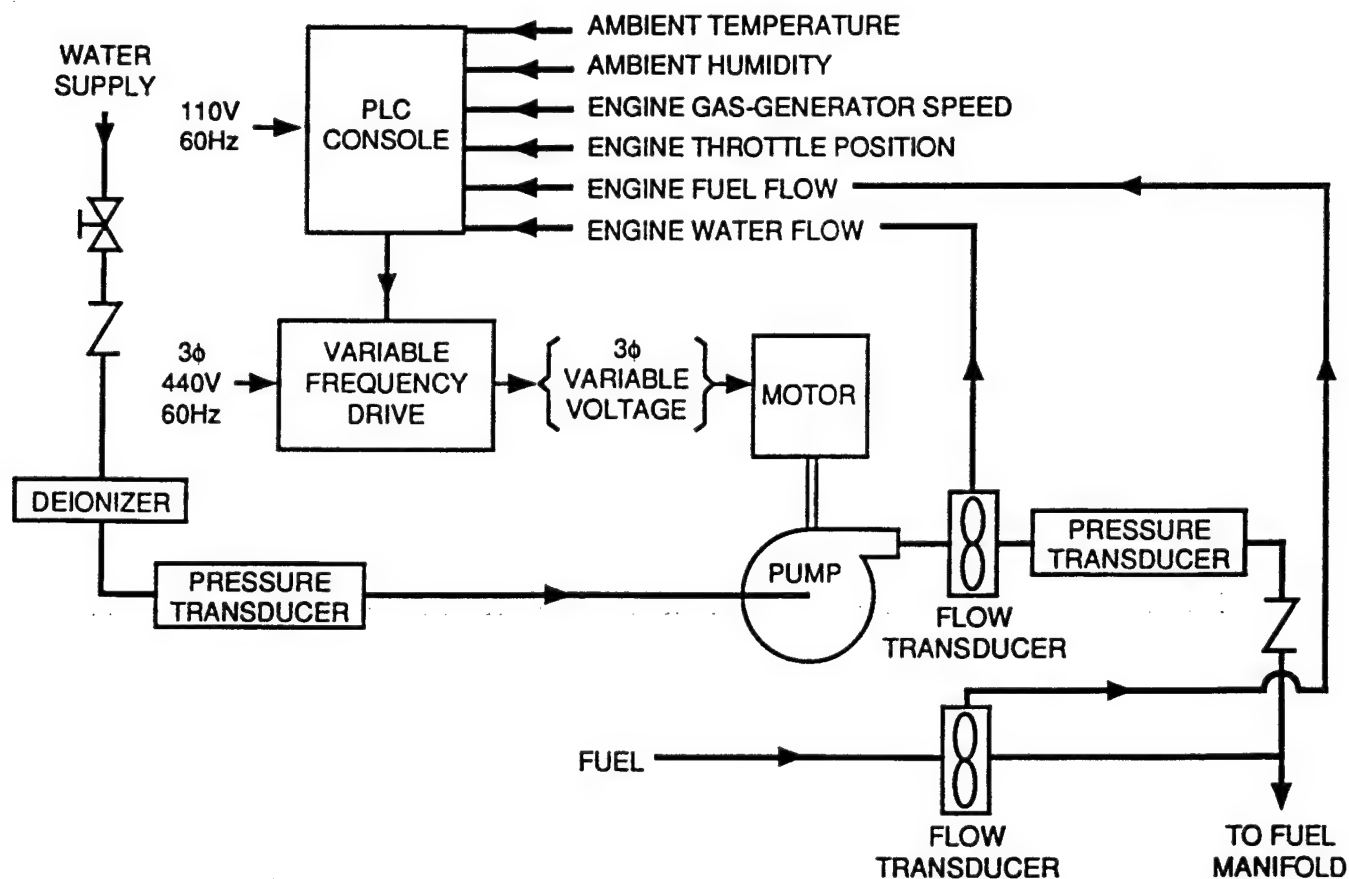 WATER
SUPPLY
110V
60Hz
PLC
CONSOLE
AMBIENT TEMPERATURE
AMBIENT HUMIDITY
ENGINE GAS-GENERATOR SPEED
ENGINE THROTTLE POSITION
ENGINE FUEL FLOW
ENGINE WATER FLOW
3ϕ
440V
60Hz
VARIABLE
FREQUENCY
DRIVE
3ϕ
VARIABLE
VOLTAGE
MOTOR
DEIONIZER
PRESSURE
TRANSDUCER
PUMP
FLOW
TRANSDUCER
PRESSURE
TRANSDUCER
FUEL
FLOW
TRANSDUCER
TO FUEL
MANIFOLD